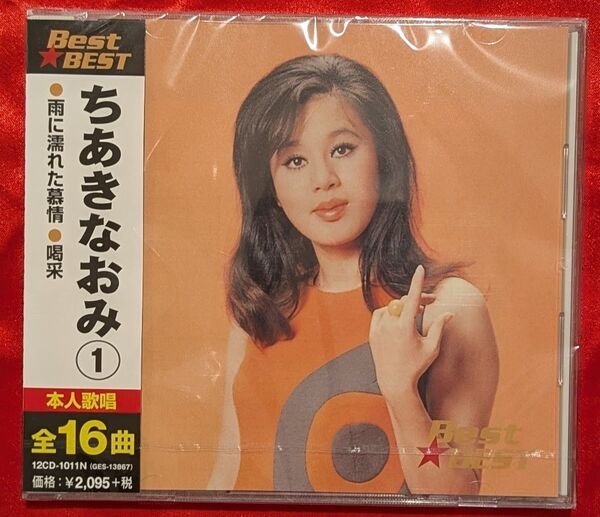 Best
★BEST
ちあきなおみ①
●雨に濡れた慕情●喝采
本人歌唱
全16曲
12CD-1011N (GES-13867)
価格:¥2,095+税
Best
★BEST